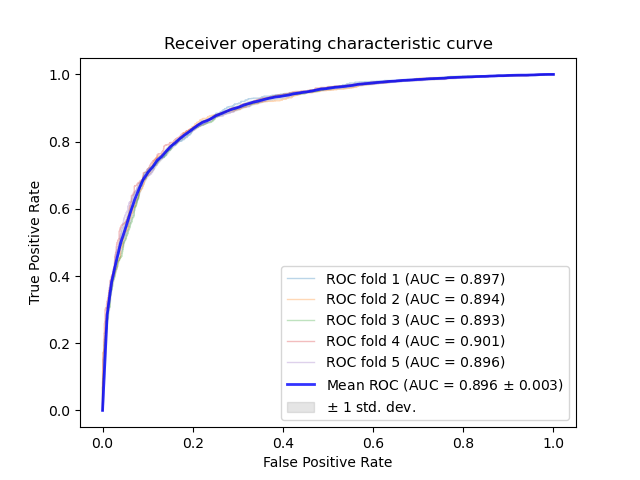 Receiver operating characteristic curve
True Positive Rate
1.0
0.8
0.6
0.4
0.2
0.0
ROC fold 1 (AUC = 0.897)
ROC fold 2 (AUC = 0.894)
ROC fold 3 (AUC = 0.893)
ROC fold 4 (AUC = 0.901)
ROC fold 5 (AUC = 0.896)
Mean ROC (AUC = 0.896 ± 0.003)
± 1 std. dev.
0.0 0.2 0.4 0.6 0.8 1.0
False Positive Rate